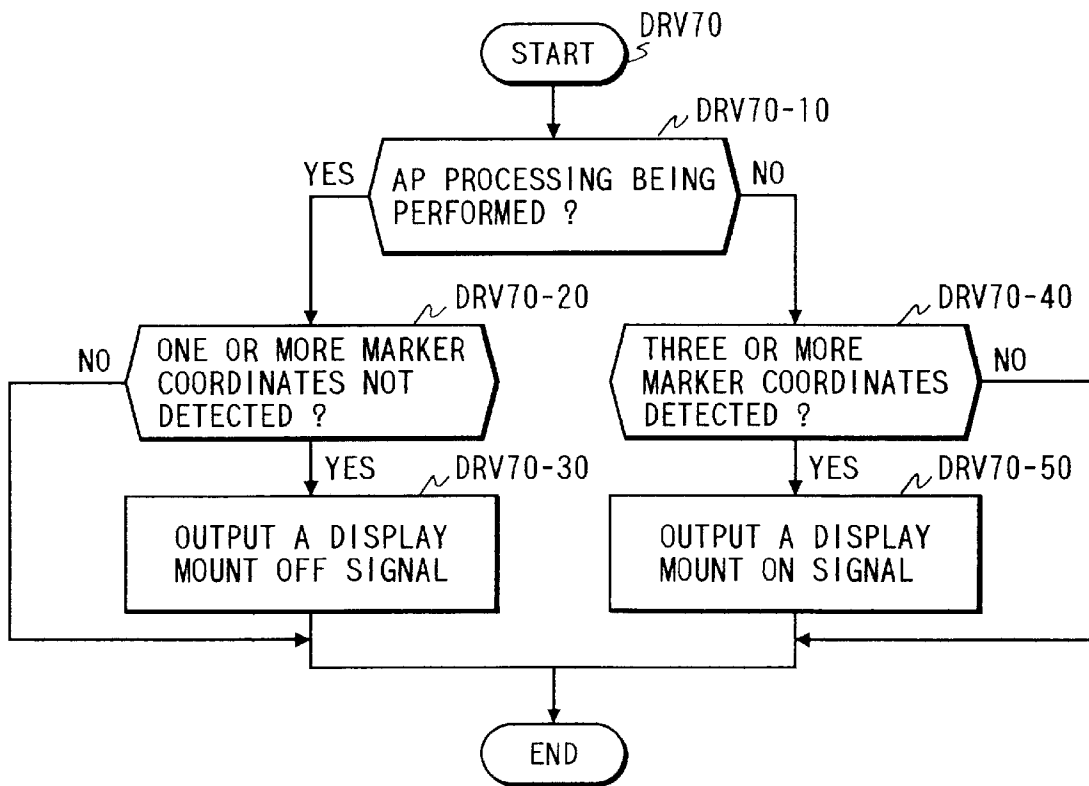 DRV70
START
DRV70-10
YES
AP PROCESSING BEING
PERFORMED ?
NO
DRV70-20
NO
ONE OR MORE MARKER
COORDINATES NOT
DETECTED ?
DRV70-40
THREE OR MORE
MARKER COORDINATES
DETECTED ?
NO
YES
DRV70-30
OUTPUT A DISPLAY
MOUNT OFF SIGNAL
YES
DRV70-50
OUTPUT A DISPLAY
MOUNT ON SIGNAL
END